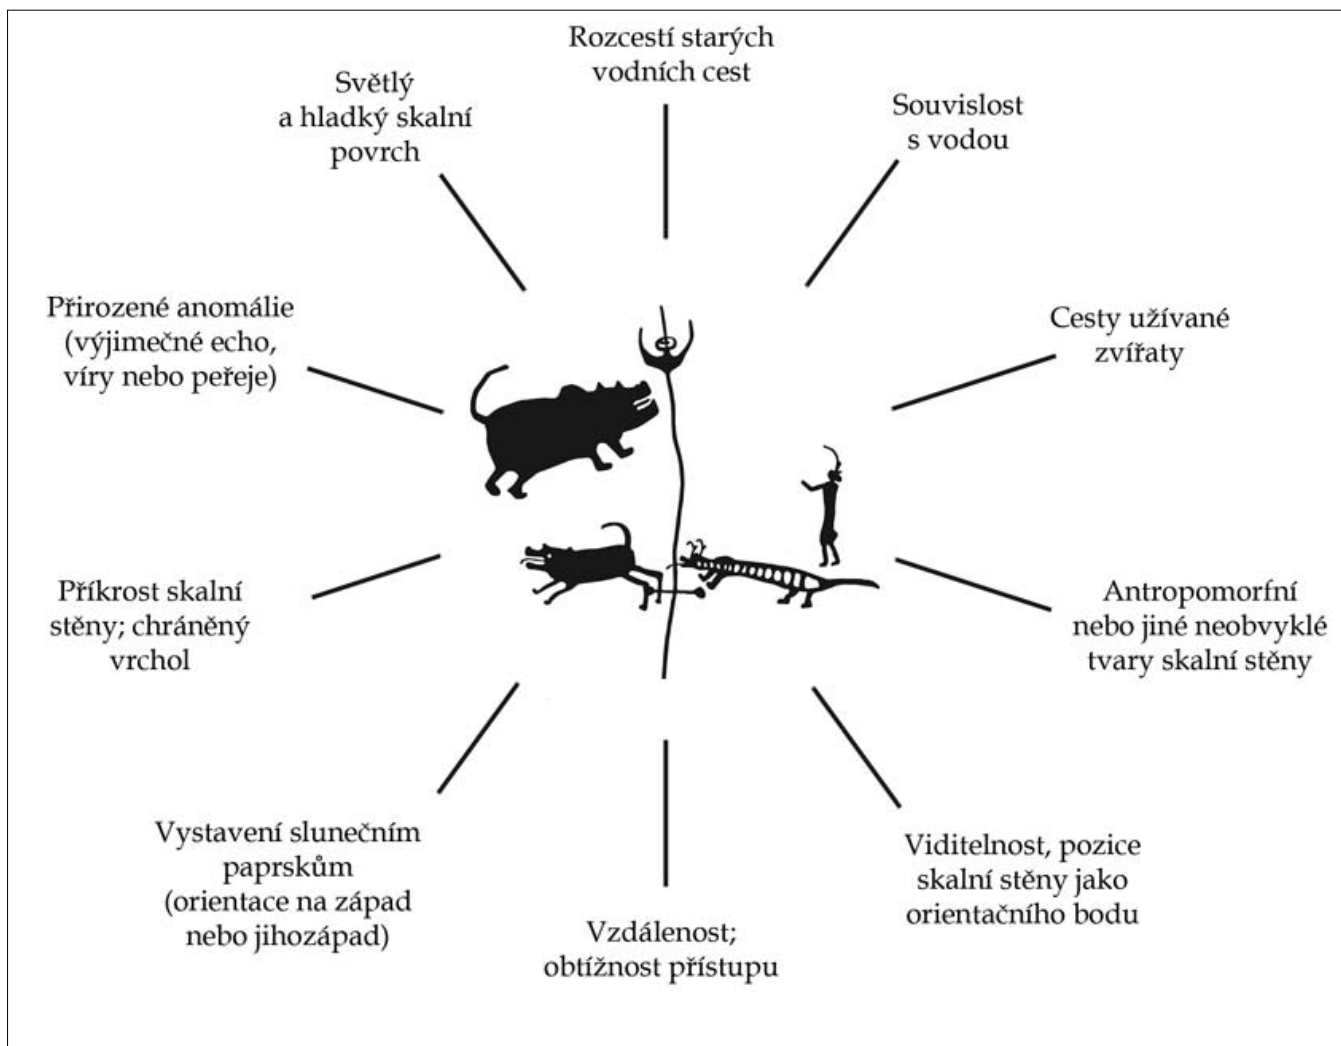 Rozcestí starých
vodních cest
Světlý
a hladký skalní
povrch
Souvislost
s vodou
Přirozené anomálie
(výjimečné echo,
víry nebo peřeje)
Cesty užívané
zvířaty
Příkrost skalní
stěny; chráněný
vrchol
Antropomorfní
nebo jiné neobvyklé
tvary skalní stěny
Vystavení slunečním
paprskům
(orientace na západ
nebo jihozápad)
Viditelnost, pozice
skalní stěny jako
orientačního bodu
Vzdálenost;
obtížnost přístupu